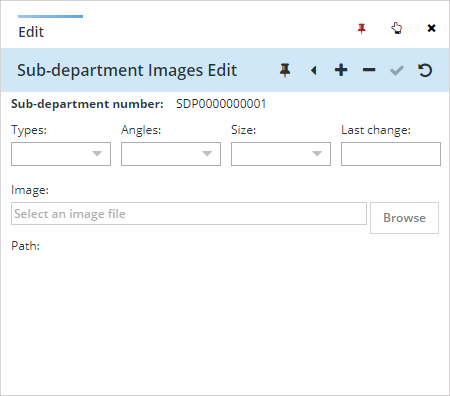 Edit
Sub-department Images Edit
Sub-department number: SDP0000000001
Types: Angles: Size: Last change:
Image:
Select an image file Browse
Path: